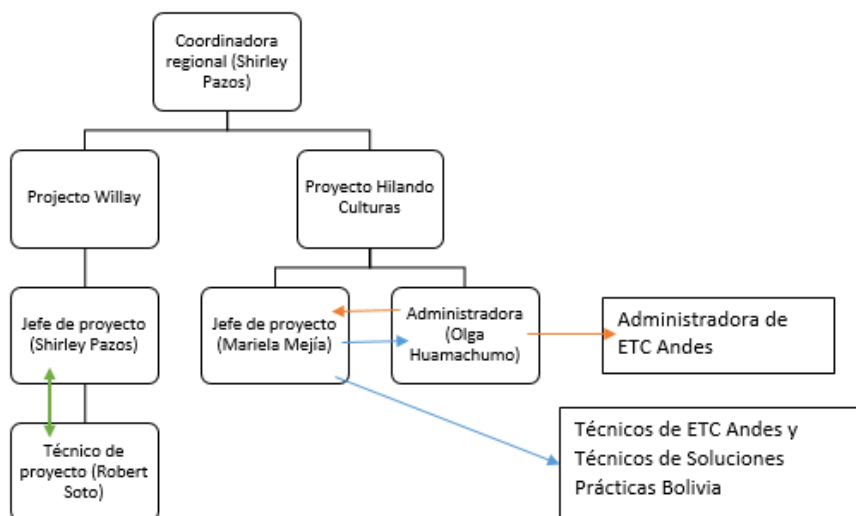 Coordinadora
regional (Shirley
Pazos)
Projecto Willay
Proyecto Hilando
Culturas
Jefe de proyecto
(Shirley Pazos)
Jefe de proyecto
(Mariela Mejía)
Administradora
(Olga
Huamachumo)
Administradora de
ETC Andes
Técnico de
proyecto (Robert
Soto)
Técnicos de ETC Andes y
Técnicos de Soluciones
Prácticas Bolivia